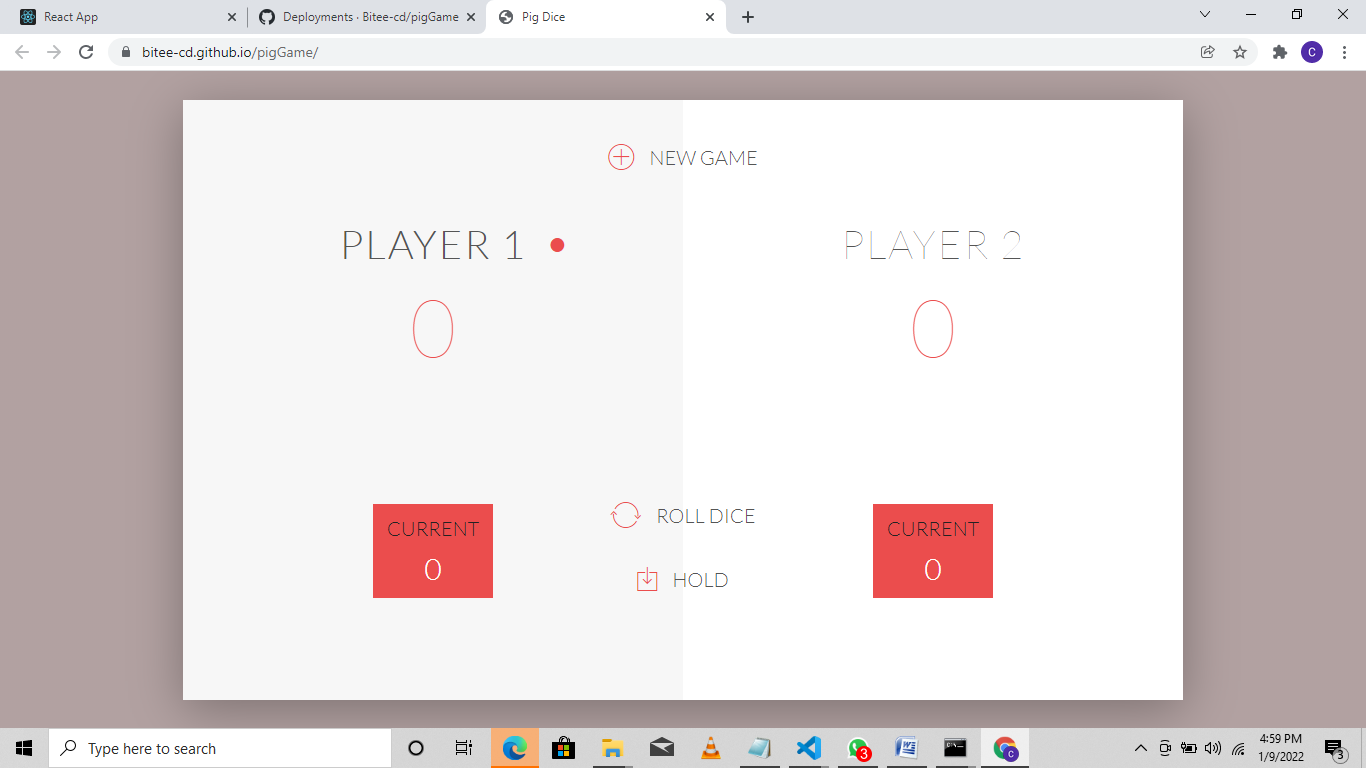 React App
Deployments · Bitee-cd/pigGame
Pig Dice
bitee-cd.github.io/pigGame/
C
NEW GAME
PLAYER 1
PLAYER 2
0
0
CURRENT
0
ROLL DICE
HOLD
CURRENT
0
Type here to search
3
C
4:59 PM
1/9/2022
3